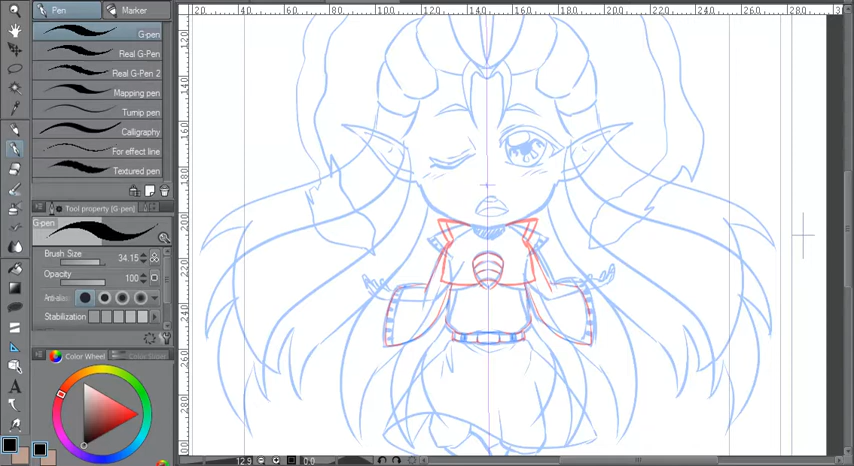 Pen Marker
G-pen
Real G-Pen
Real G-Pen 2
Mapping pen
Turnip pen
Calligraphy
For effect line
Textured pen
Tool property (G-pen)
G-pen
Brush Size 34.15
Opacity 100
Anti-alias
Stabilization
Color Wheel Color Slider
20 0 20 40 60 80 100 120 140 160 180 200 220 240 260 280 30
120
140
160
180
200
220
240
260
280
12.9 0.0